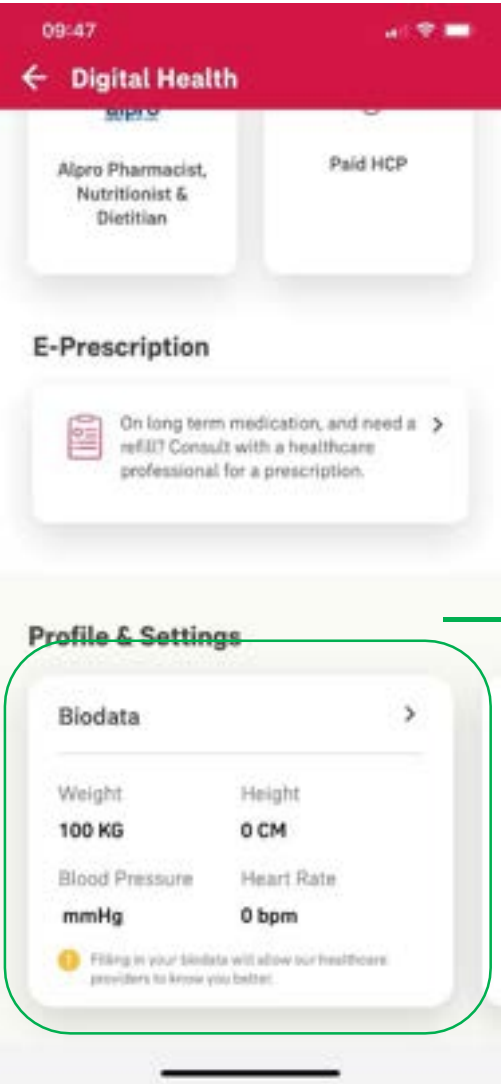 09:47
Digital Health
Alpro Pharmacist,
Nutritionist &
Dietitian
Paid HCP
E-Prescription
On long term medication, and need a
refill? Consult with a healthcare
professional for a prescription.
Profile & Settings
Biodata
Weight
Height
100 KG
0 CM
Blood Pressure
Heart Rate
mmHg
0 bpm
Filling in your biodata will allow our healthcare
providers to know you better.